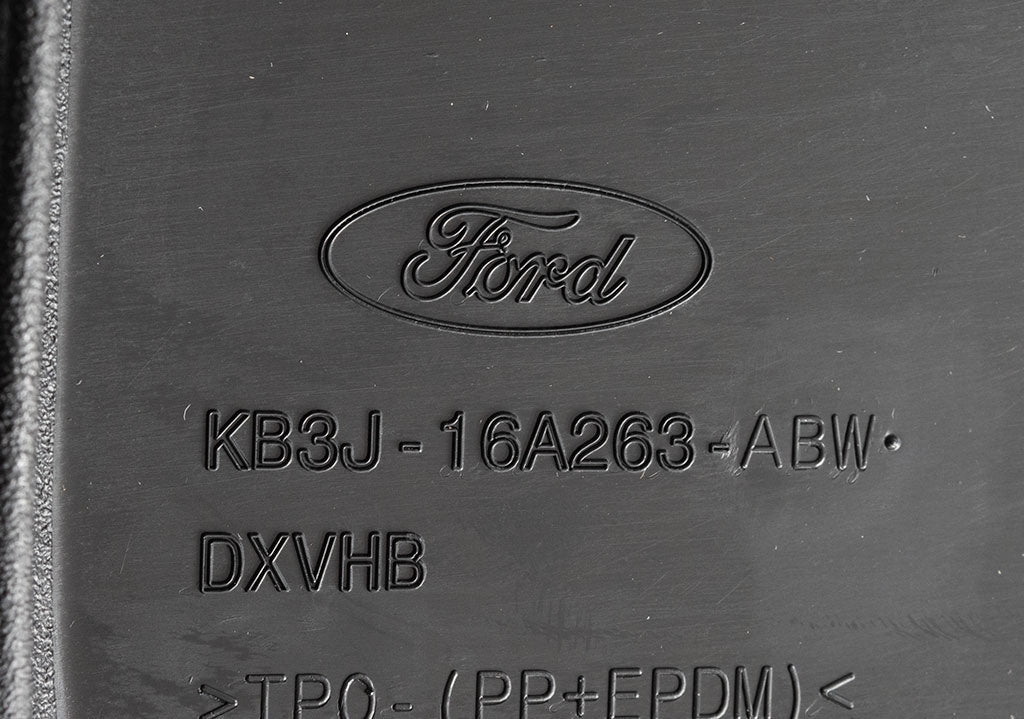 Ford
KB3J-16A263-ABW.
DXVHB
>TPO-(PP+EPDM)<